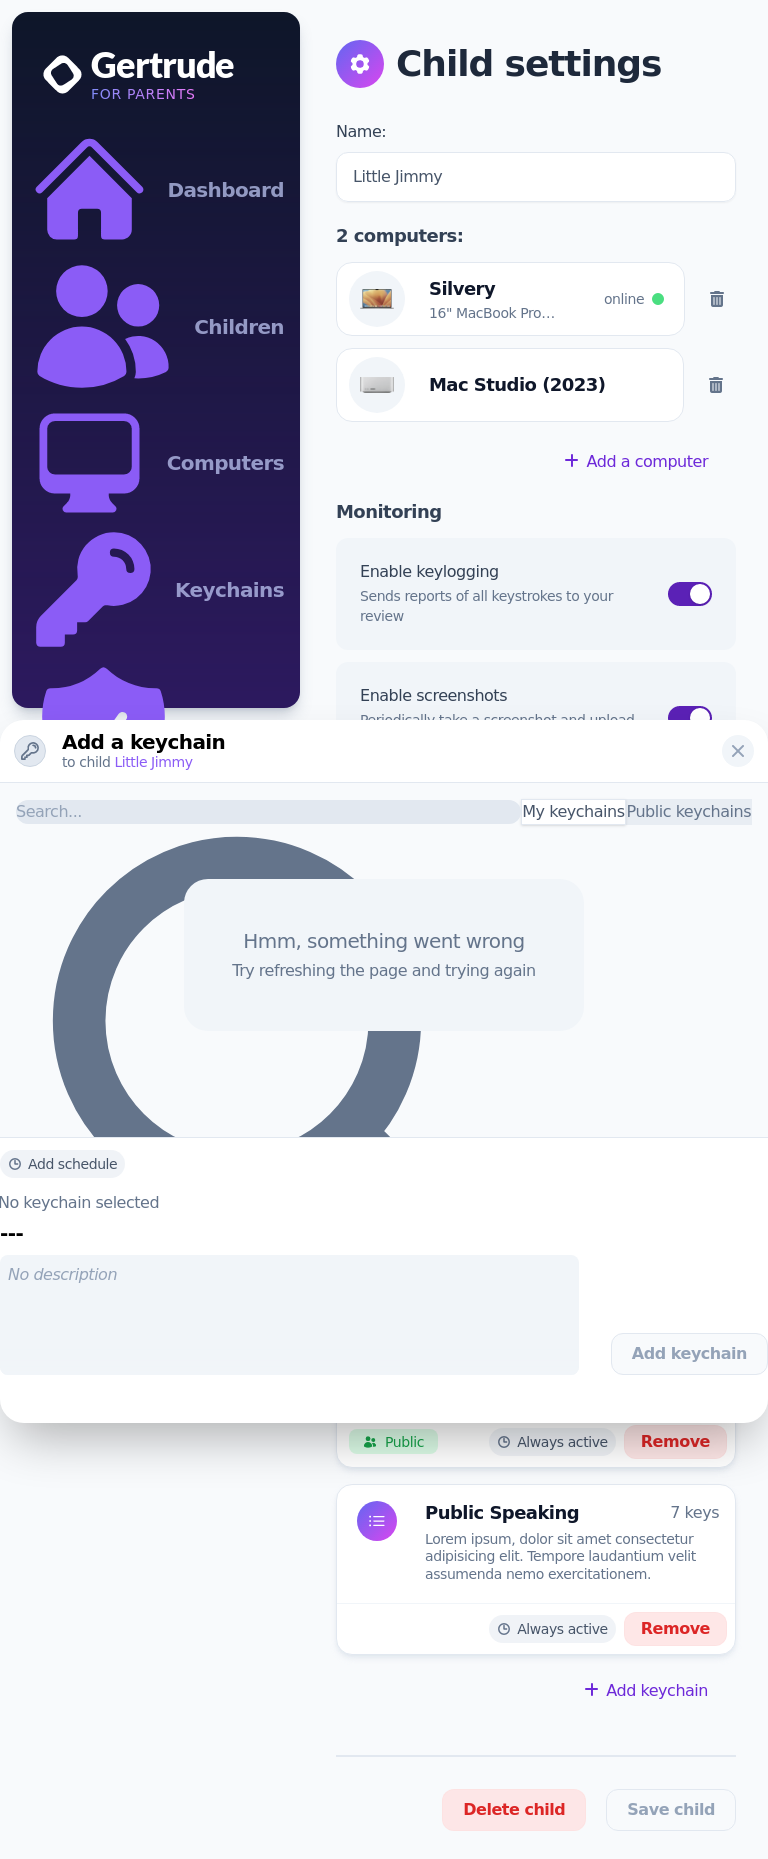 Gertrude
FOR PARENTS
Dashboard
Children
Computers
Keychains
Child settings
Name:
Little Jimmy
2 computers:
Silvery
16" MacBook Pro...
online
Mac Studio (2023)
Add a computer
Monitoring
Enable keylogging
Sends reports of all keystrokes to your
review
Enable screenshots
Periodically take a screenshot and upload
Add a keychain
to child Little Jimmy
Search...
My keychains
Public keychains
Hmm, something went wrong
Try refreshing the page and trying again
Add schedule
No keychain selected
---
No description
Add keychain
Public
Always active
Remove
Public Speaking
7 keys
Lorem ipsum, dolor sit amet consectetur
adipisicing elit. Tempore laudantium velit
assumenda nemo exercitationem.
Always active
Remove
Add keychain
Delete child
Save child